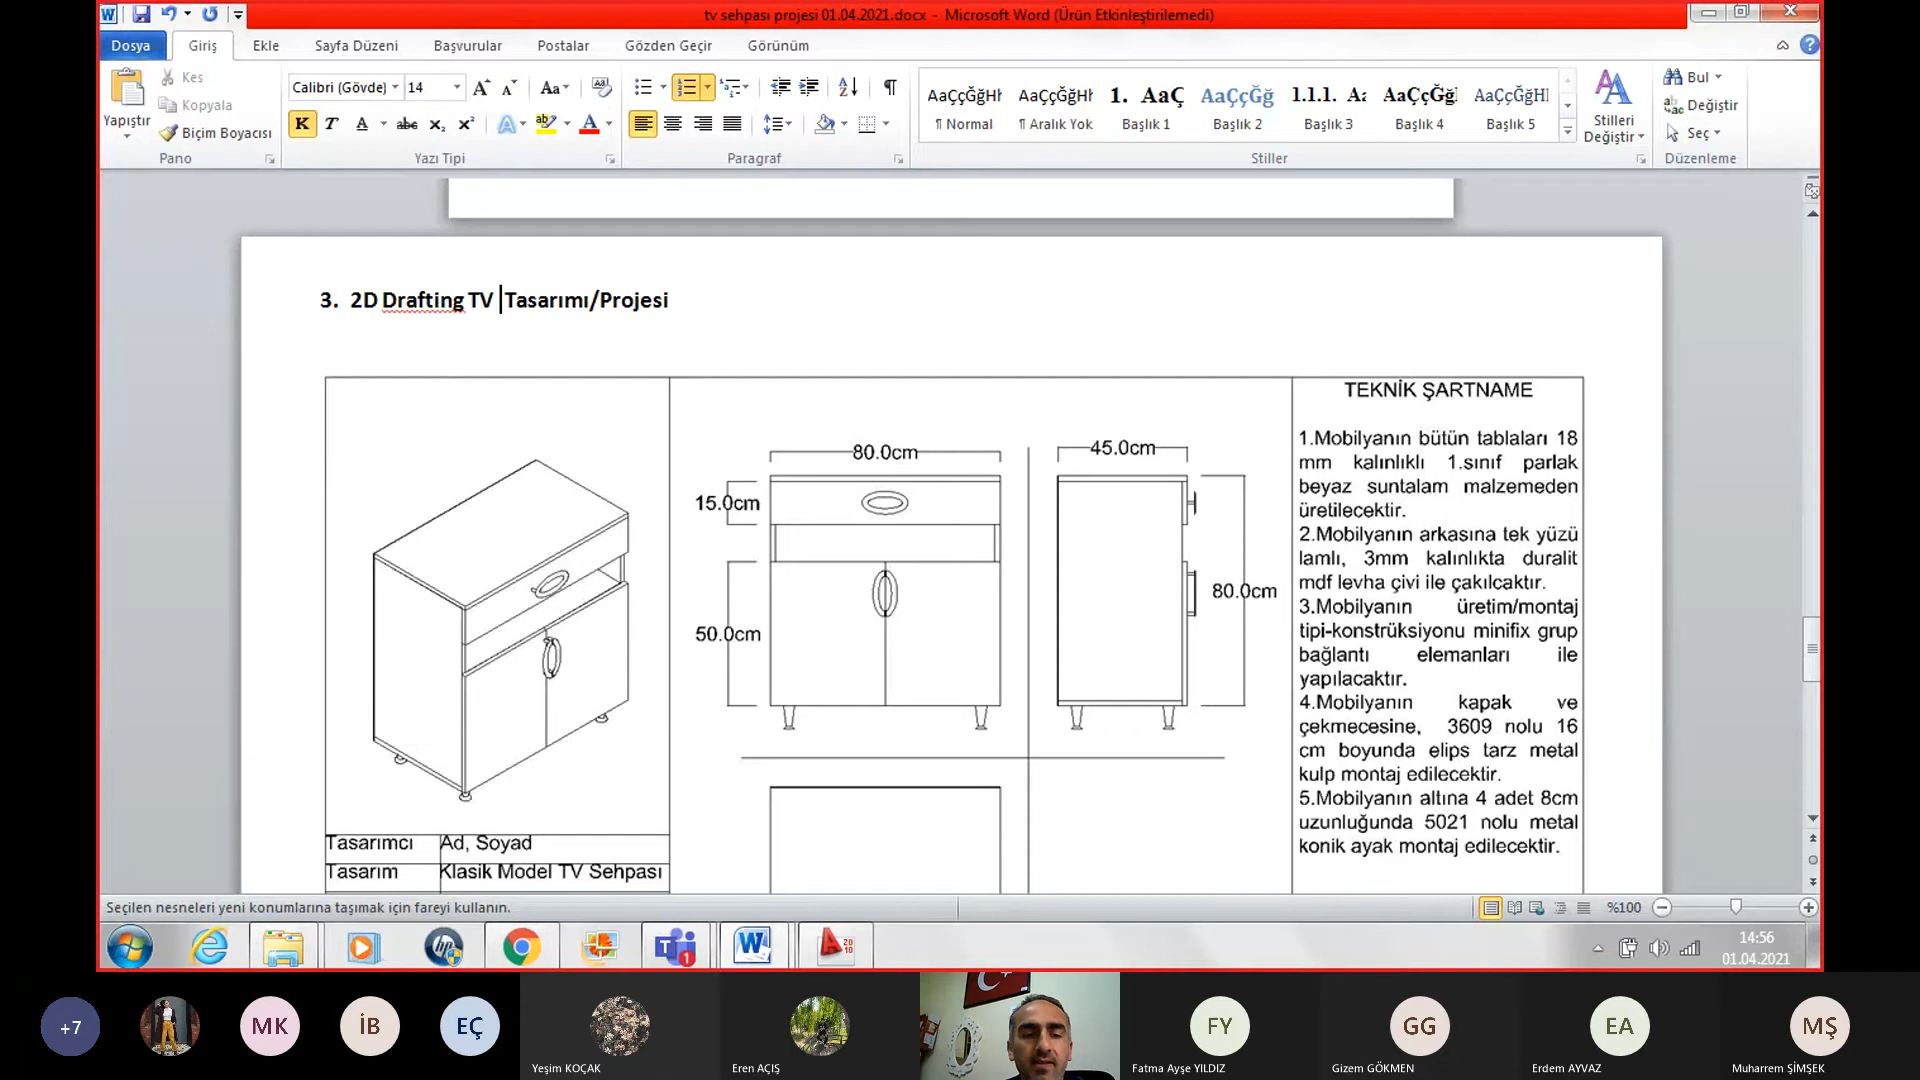 tv sehpası projesi 01.04.2021.docx - Microsoft Word (Ürün Etkinleştirilemedi)
Dosya Giriş Ekle Sayfa Düzeni Başvurular Postalar Gözden Geçir Görünüm
Yapıştır
Kes
Kopyala
Biçim Boyacısı
Pano
Calibri (Gövde) 14
Yazı Tipi
Paragraf
AaÇçĞğHł AaÇçĞğHł 1. AaÇ AaÇçĞğ 1.1.1. Aa AaÇçĞğl AaÇçĞğHl
¶ Normal ¶ Aralık Yok Başlık 1 Başlık 2 Başlık 3 Başlık 4 Başlık 5
Stiller
Stilleri
Değiştir
Bul
Değiştir
Seç
Düzenleme
3. 2D Drafting TV Tasarımı/Projesi
80.0cm
15.0cm
50.0cm
45.0cm
80.0cm
Tasarımcı Ad, Soyad
Tasarım Klasik Model TV Sehpası
TEKNİK ŞARTNAME
1.Mobilyanın bütün tablaları 18
mm kalınlıklı 1.sınıf parlak
beyaz suntalam malzemeden
üretilecektir.
2.Mobilyanın arkasına tek yüzü
lamlı, 3mm kalınlıkta duralit
mdf levha çivi ile çakılcaktır.
3.Mobilyanın üretim/montaj
tipi-konstrüksiyonu minifix grup
bağlantı elemanları ile
yapılacaktır.
4.Mobilyanın kapak ve
çekmecesine, 3609 nolu 16
cm boyunda elips tarz metal
kulp montaj edilecektir.
5.Mobilyanın altına 4 adet 8cm
uzunluğunda 5021 nolu metal
konik ayak montaj edilecektir.
Seçilen nesneleri yeni konumlarına taşımak için fareyi kullanın.
%100
14:56
01.04.2021
+7
MK
İB
EÇ
Yeşim KOÇAK
Eren AÇIŞ
FY
Fatma Ayşe YILDIZ
GG
Gizem GÖKMEN
EA
Erdem AYVAZ
MŞ
Muharrem ŞİMŞEK